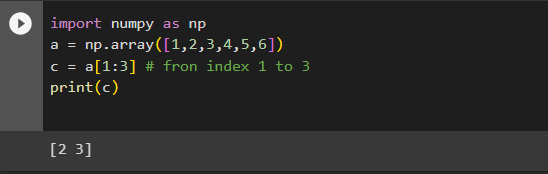 import numpy as np
a = np.array([1,2,3,4,5,6])
c = a[1:3] # fron index 1 to 3
print(c)
[2 3]